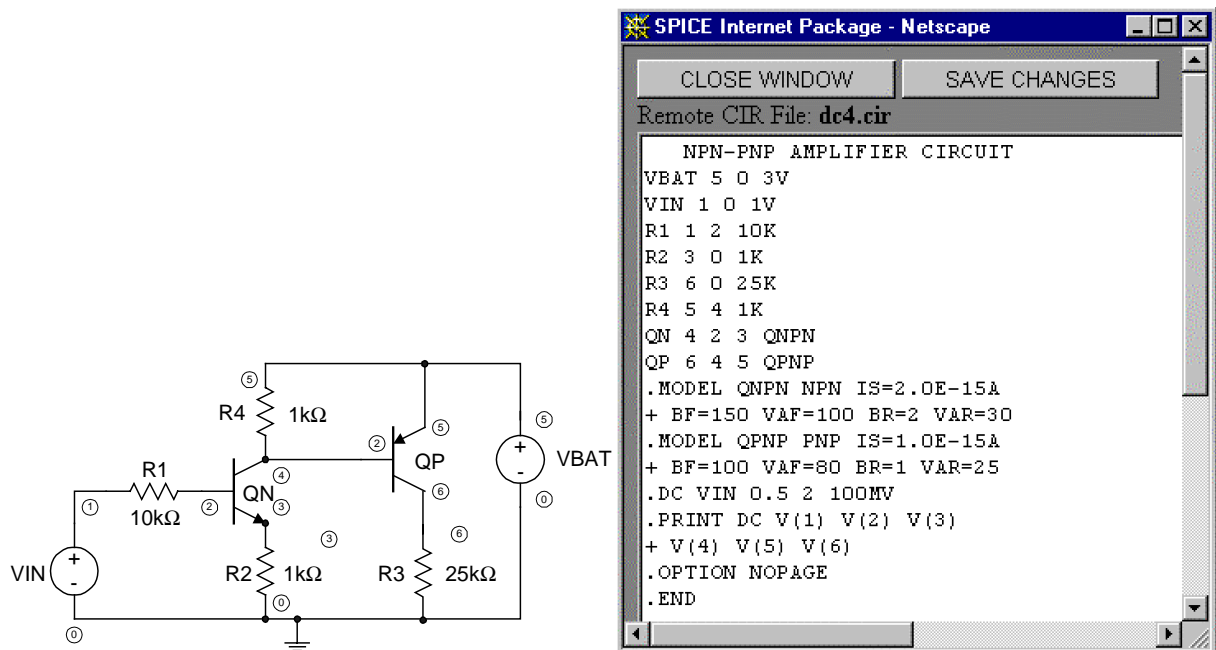 SPICE Internet Package - Netscape
CLOSE WINDOW
SAVE CHANGES
Remote CIR File: dc4.cir
NPN-PNP AMPLIFIER CIRCUIT
VBAT 5 0 3V
VIN 1 0 1V
R1 1 2 10K
R2 3 0 1K
R3 6 0 25K
R4 5 4 1K
QN 4 2 3 QNPN
QP 6 4 5 QPNP
.MODEL QNPN NPN IS=2.0E-15A
+ BF=150 VAF=100 BR=2 VAR=30
.MODEL QPNP PNP IS=1.0E-15A
+ BF=100 VAF=80 BR=1 VAR=25
.DC VIN 0.5 2 100MV
.PRINT DC V(1) V(2) V(3)
+ V(4) V(5) V(6)
.OPTION NOPAGE
.END
5
R4 1kΩ
2
5
QP
5
+
-
VBAT
0
R1
10kΩ
1
2
4
QN
3
3
6
6
VIN
+
-
R2 1kΩ
0
R3 25kΩ
0